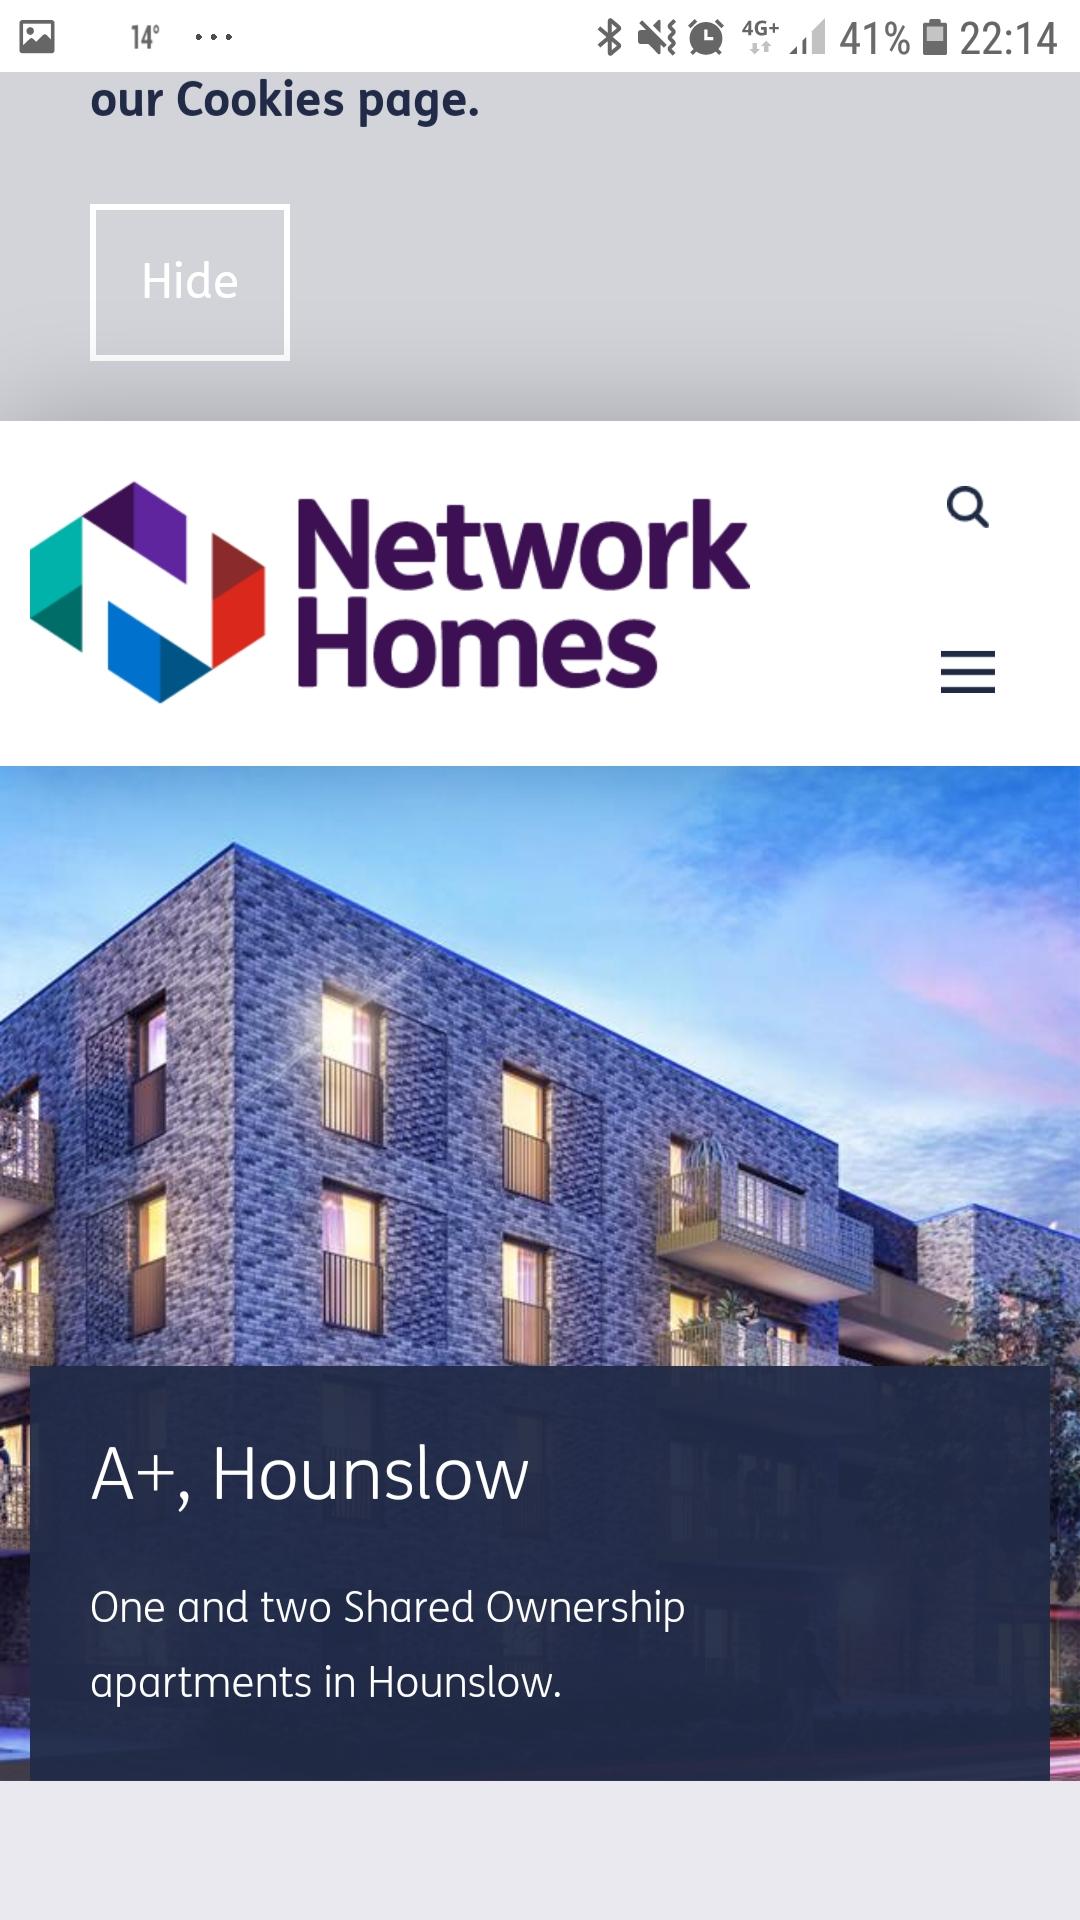 14°
4G+ 41% 22:14
our Cookies page.
Hide
Network
Homes
A+, Hounslow
One and two Shared Ownership
apartments in Hounslow.